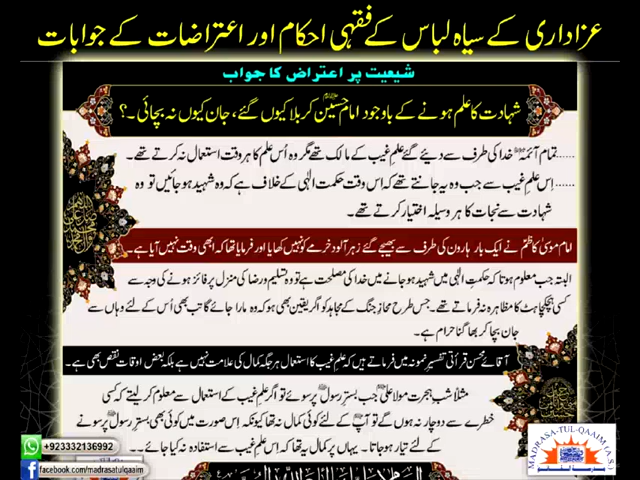 عزاداری کے سیاہ لباس کے فقہی احکام اور اعتراضات کے جوابات
شیعیت پر اعتراض کا جواب
شہادت کا علم ہونے کے باوجود امام حسینؑ کربلا کیوں گئے، جان کیوں نہ بچائی۔؟
......تمام آئمہؑ خدا کی طرف سے دیئے گئے علمِ غیب کے مالک تھے مگر وہ اُس علم کا ہر وقت استعمال نہ کرتے تھے۔
......اِس علمِ غیب سے جب وہ یہ جانتے تھے کہ اس وقت حکمت الٰہی کے خلاف ہے کہ وہ شہید ہو جائیں تو وہ
شہادت سے نجات کا ہر وسیلہ اختیار کرتے تھے۔
امام موسیٰ کاظمؑ نے ایک بار ہارون کی طرف سے بھیجے گئے زہر آلود خرمے کو نہیں کھایا اور فرمایا تھا کہ ابھی وقت نہیں آیا ہے۔
البتہ جب معلوم ہوتا کہ حکمتِ الٰہی میں شہید ہو جانے میں خدا کی مصلحت ہے تو وہ تسلیم و رضا کی منزل پر فائز ہونے کی وجہ سے
کسی ہچکچاہٹ کا مظاہرہ نہ فرماتے تھے۔ جس طرح محاذِ جنگ کے مجاہد کو اگر یقین بھی ہو کہ وہ مارا جائے گا تب بھی اُس کے لئے وہاں سے
جان بچا کر بھاگنا حرام ہے۔
آقائے محسن قرائتی تفسیر نمونہ میں فرماتے ہیں کہ علم غیب کا استعمال ہر جگہ کمال کی علامت نہیں ہے بلکہ بعض اوقات نقص بھی ہے۔
مثلاً شب ہجرت مولا علیؑ جب بسترِ رسولؐ پر سوئے تو اگر علم غیب کے استعمال سے معلوم کر لیتے کہ کسی
خطرے سے دوچار نہ ہوں گے تو آپؑ کے لئے کوئی کمال نہ تھا کیونکہ اِس صورت میں کوئی بھی بسترِ رسولؐ پر سونے
کے لئے تیار ہو جاتا۔ یہاں پر کمال یہ تھا کہ اِس علمِ غیب سے استفادہ نہ کیا جائے۔۔
+923332136992
facebook.com/madrasatulqaaim
MADRASA-TUL-QAAIM (A.S)